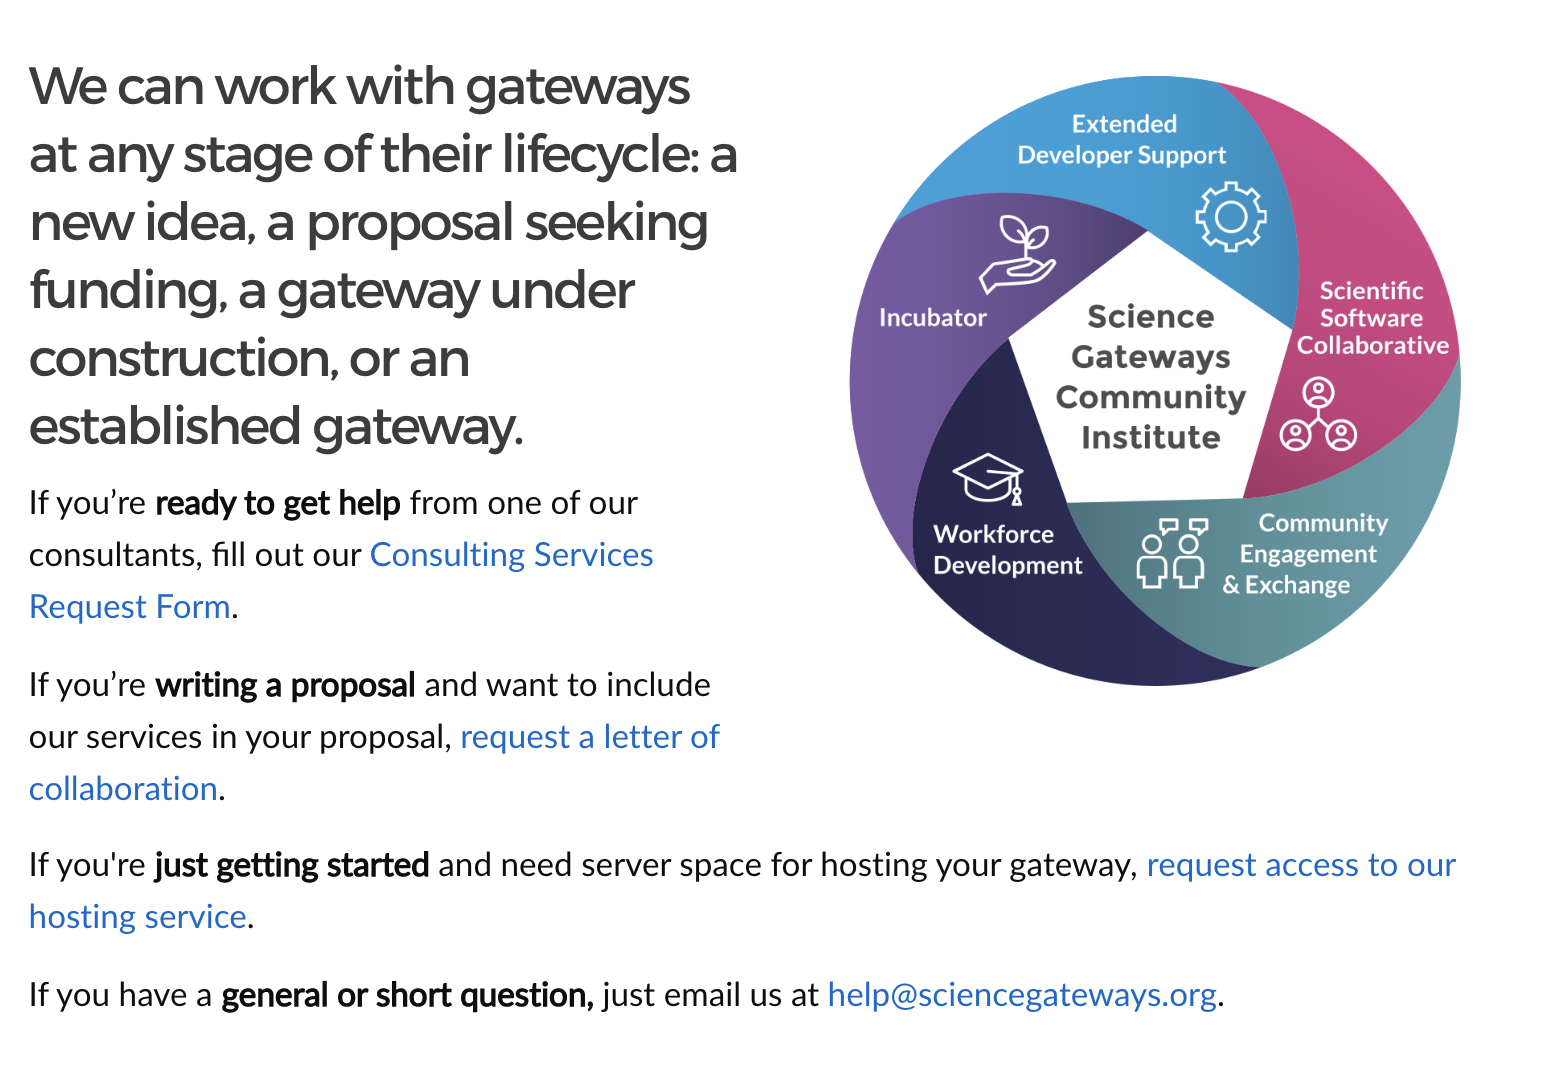 We can work with gateways
at any stage of their lifecycle: a
new idea, a proposal seeking
funding, a gateway under
construction, or an
established gateway.
If you’re ready to get help from one of our
consultants, fill out our Consulting Services
Request Form.
If you’re writing a proposal and want to include
our services in your proposal, request a letter of
collaboration.
If you're just getting started and need server space for hosting your gateway, request access to our
hosting service.
If you have a general or short question, just email us at help@sciencegateways.org.
Extended
Developer Support
Scientific
Software
Collaborative
Community
Engagement
& Exchange
Workforce
Development
Incubator
Science
Gateways
Community
Institute